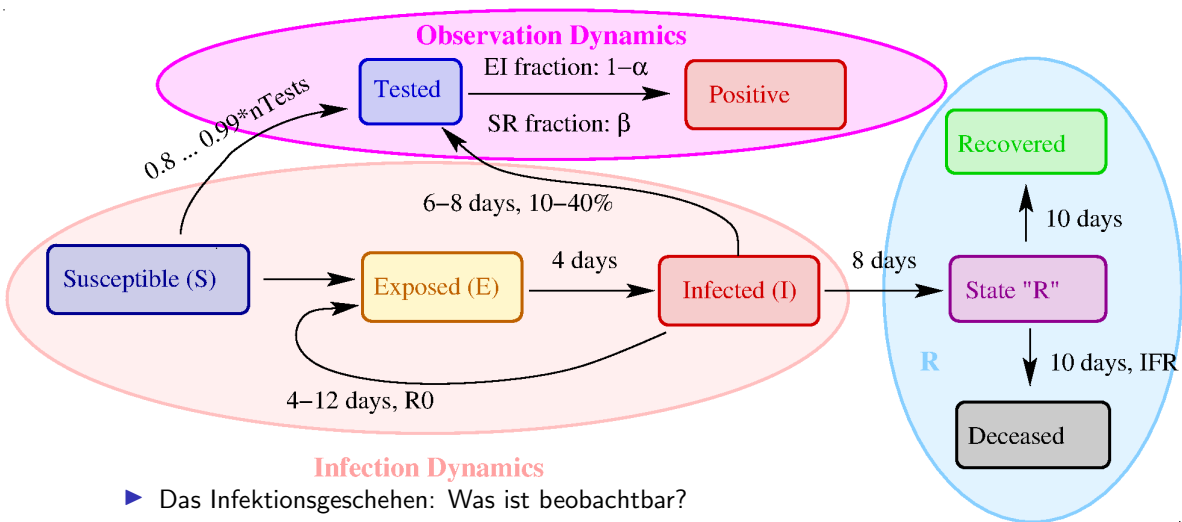 Observation Dynamics
Tested
EI fraction: 1−α
SR fraction: β
Positive
0.8 ... 0.99*nTests
6−8 days, 10−40%
Susceptible (S)
Exposed (E)
4 days
Infected (I)
8 days
4−12 days, R0
Infection Dynamics
Recovered
10 days
State "R"
R
10 days, IFR
Deceased
Das Infektionsgeschehen: Was ist beobachtbar?